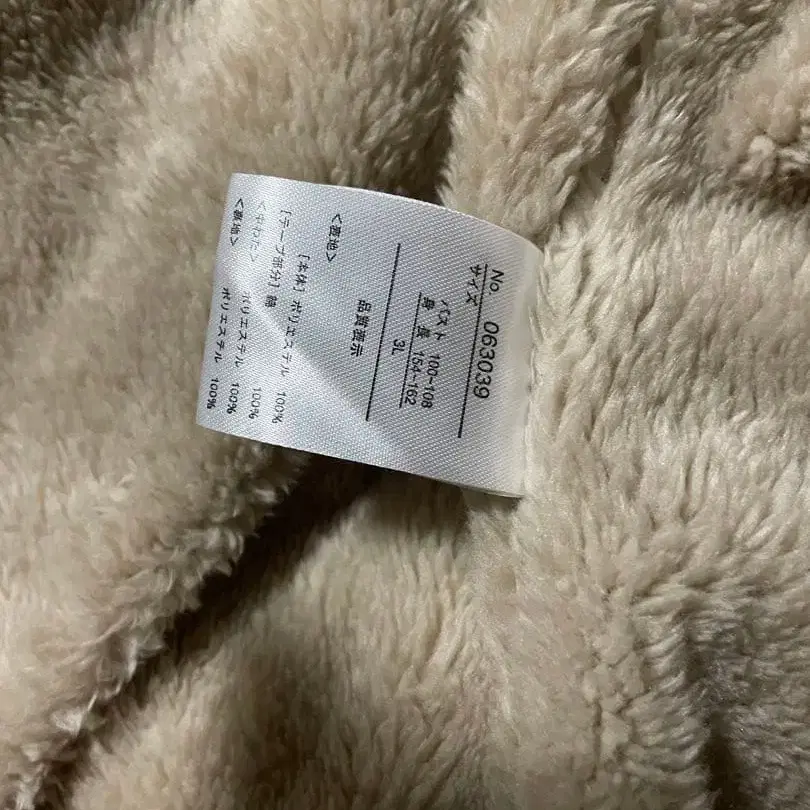 No. 063039
サイズ
バスト 100~108
身 長 154~162
3L
品質表示
<表地>
[本体] ポリエステル 100%
[テープ部分] 綿 100%
<中わた> ポリエステル 100%
<裏地> ポリエステル 100%